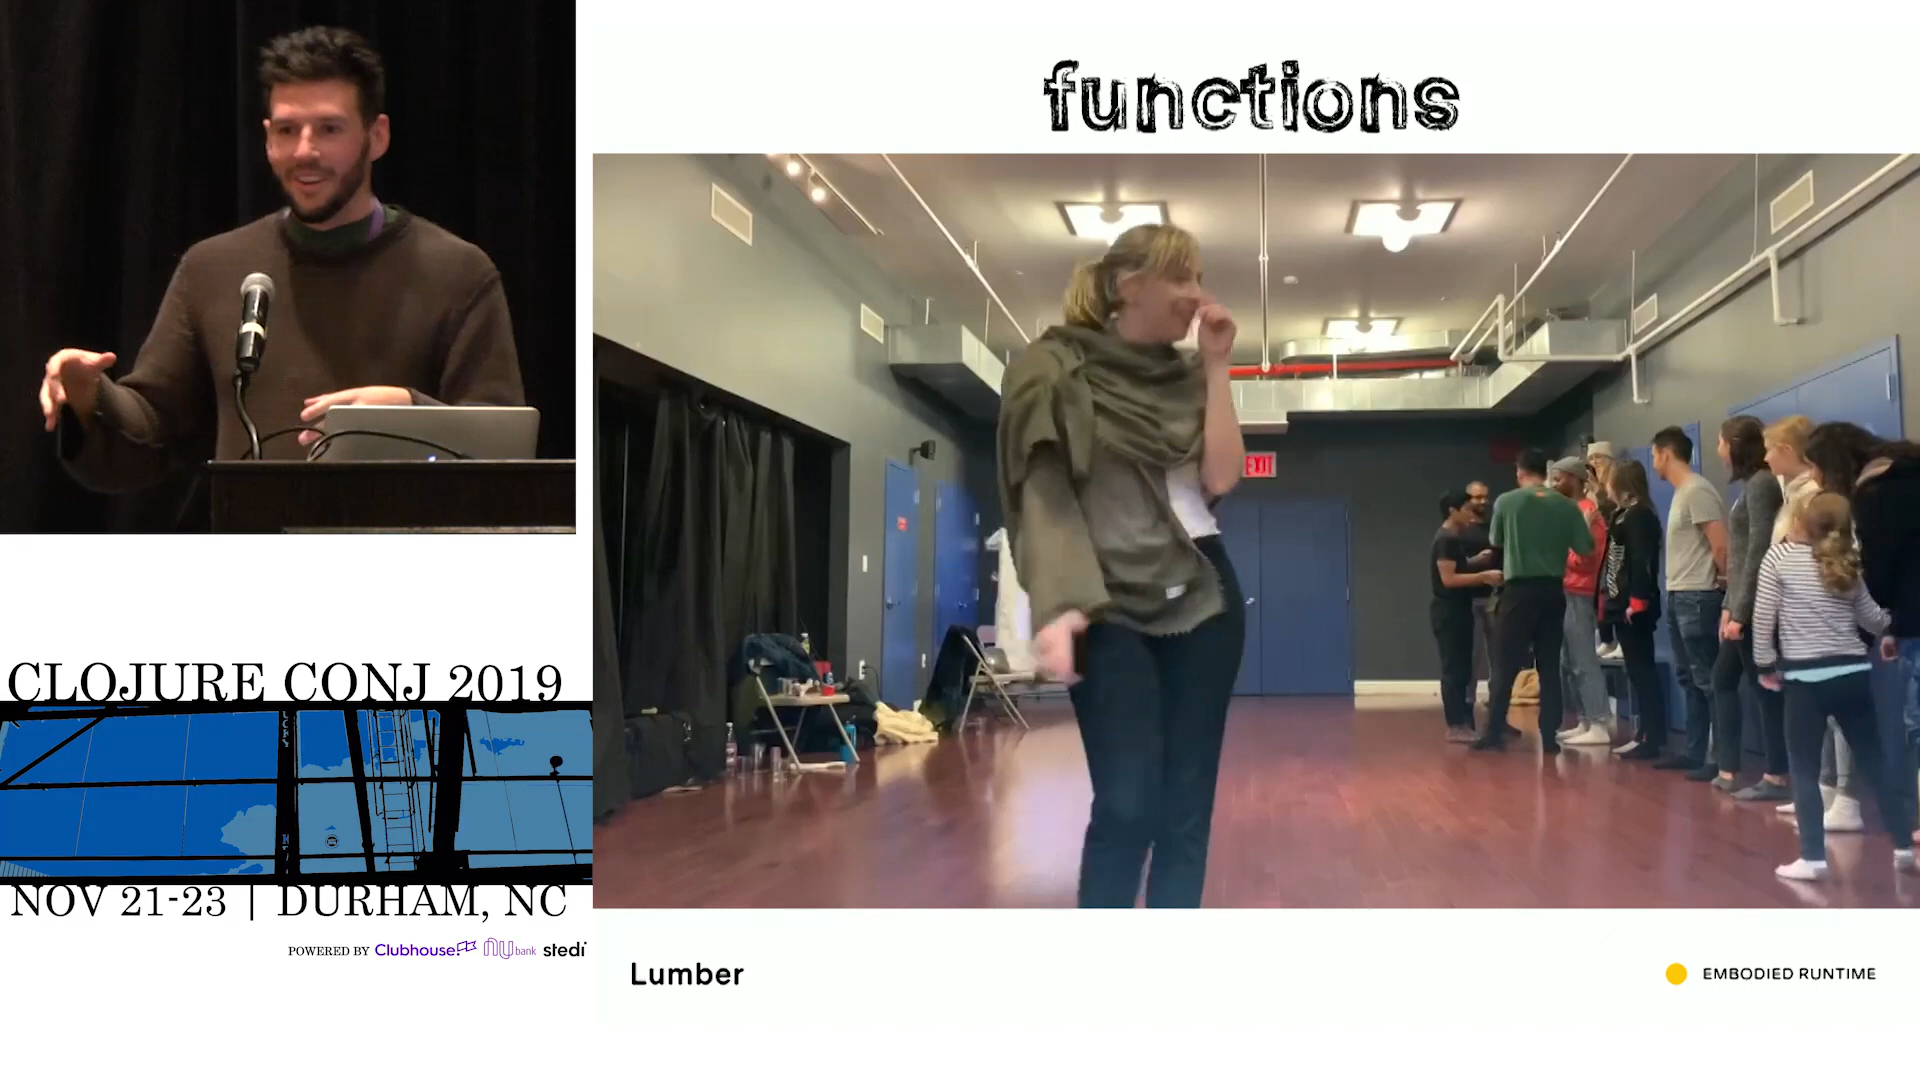 functions
EXIT
CLOJURE CONJ 2019
NOV 21-23 | DURHAM, NC
POWERED BY Clubhouse nu bank stedi
Lumber
EMBODIED RUNTIME